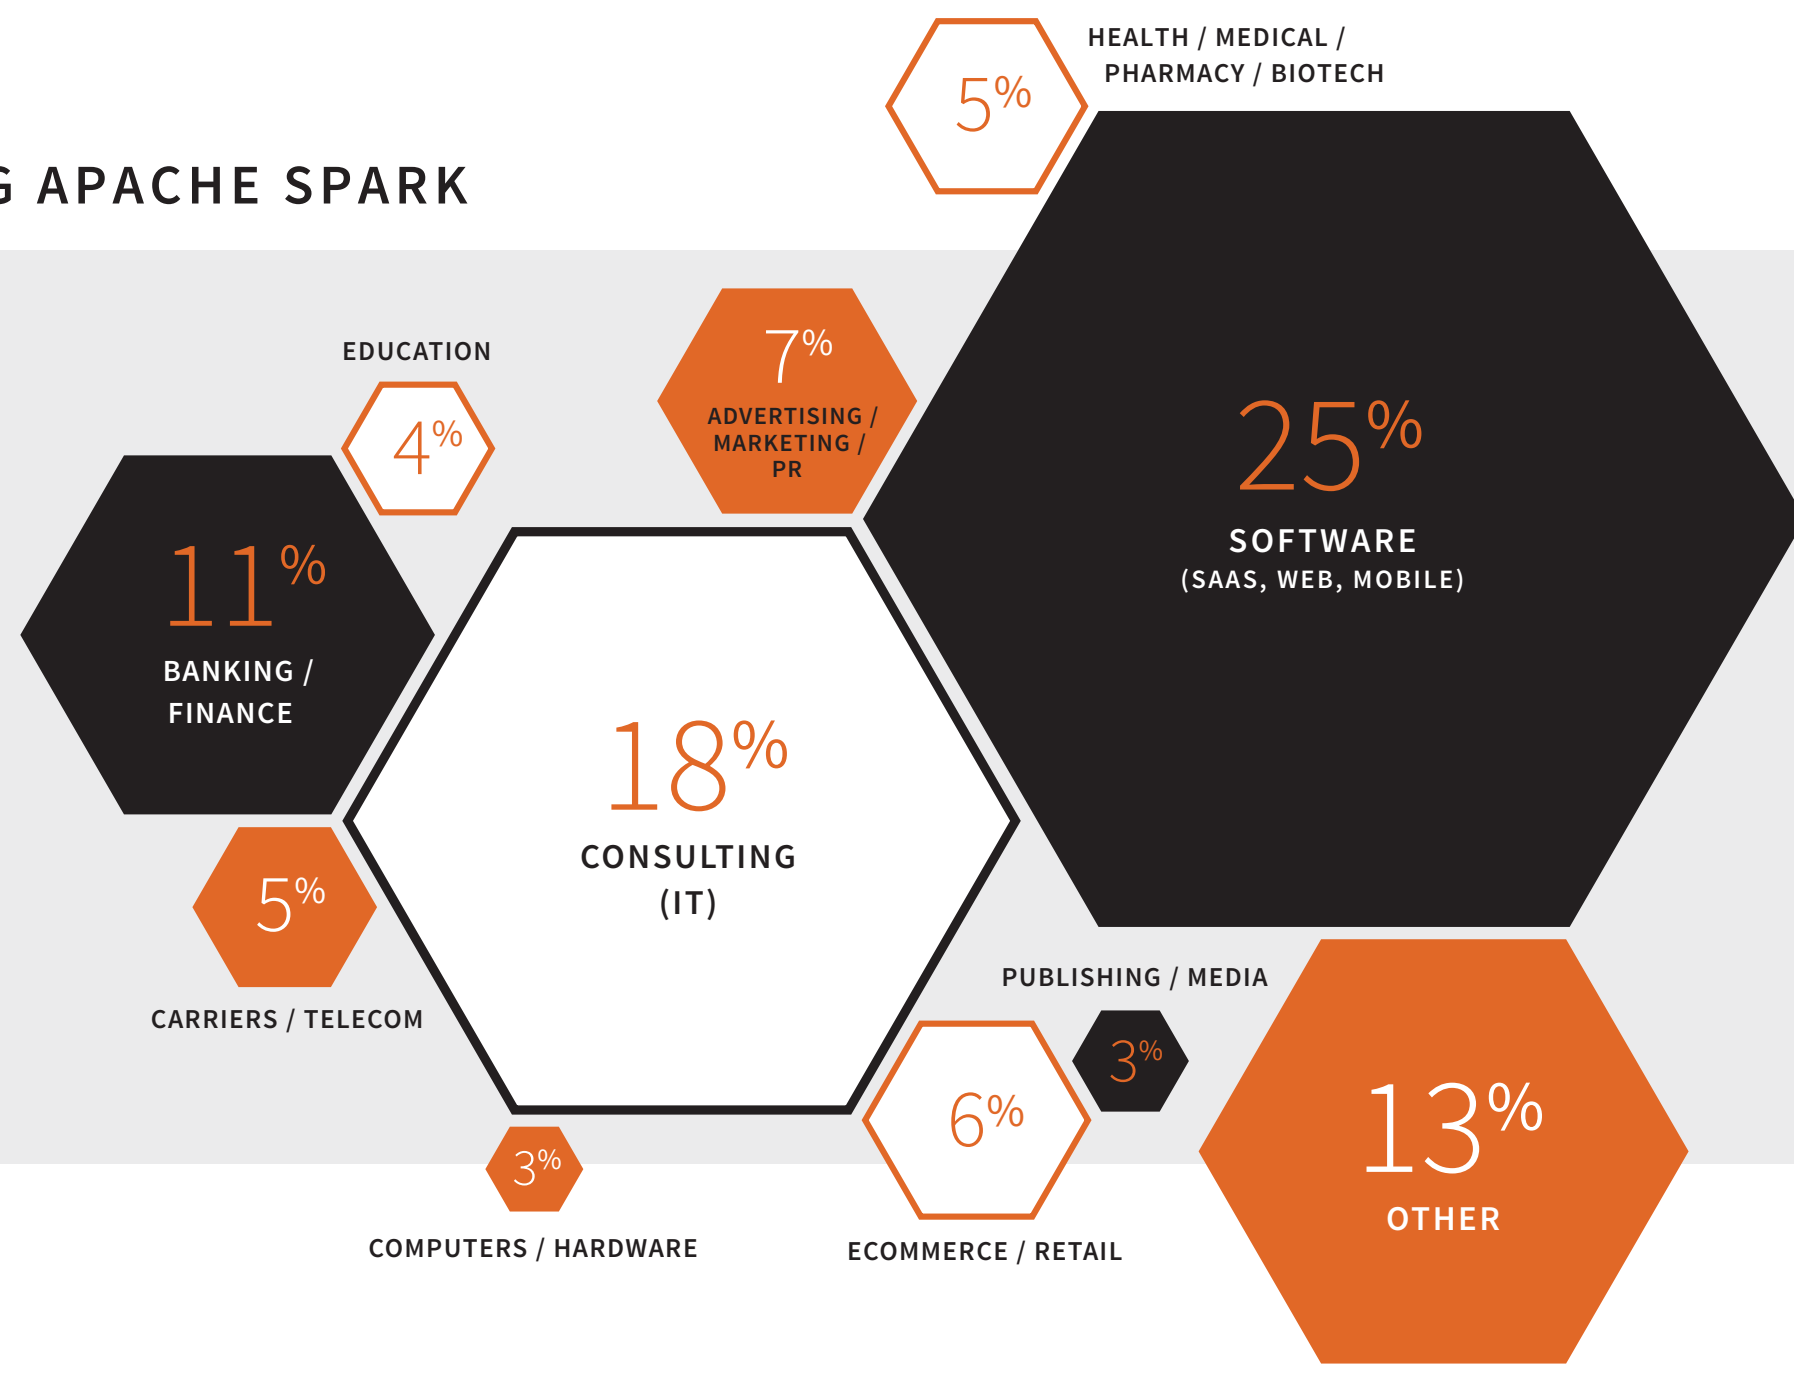 HEALTH / MEDICAL /
PHARMACY / BIOTECH
5%
G APACHE SPARK
EDUCATION
4%
7%
ADVERTISING /
MARKETING /
PR
25%
SOFTWARE
(SAAS, WEB, MOBILE)
11%
BANKING /
FINANCE
18%
CONSULTING
(IT)
5%
CARRIERS / TELECOM
PUBLISHING / MEDIA
3%
6%
ECOMMERCE / RETAIL
13%
OTHER
3%
COMPUTERS / HARDWARE